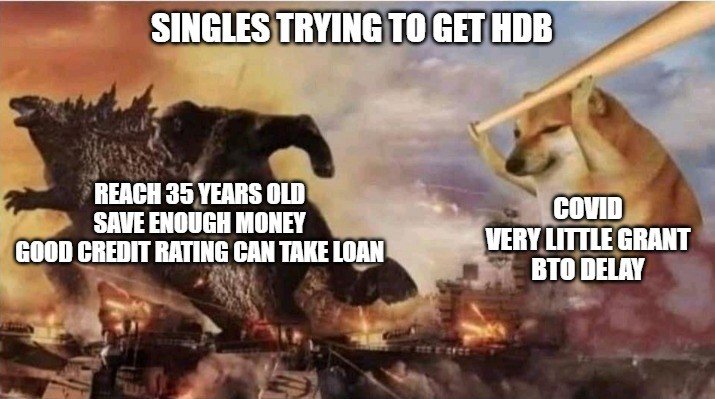 SINGLES TRYING TO GET HDB
REACH 35 YEARS OLD
SAVE ENOUGH MONEY
GOOD CREDIT RATING CAN TAKE LOAN
COVID
VERY LITTLE GRANT
BTO DELAY